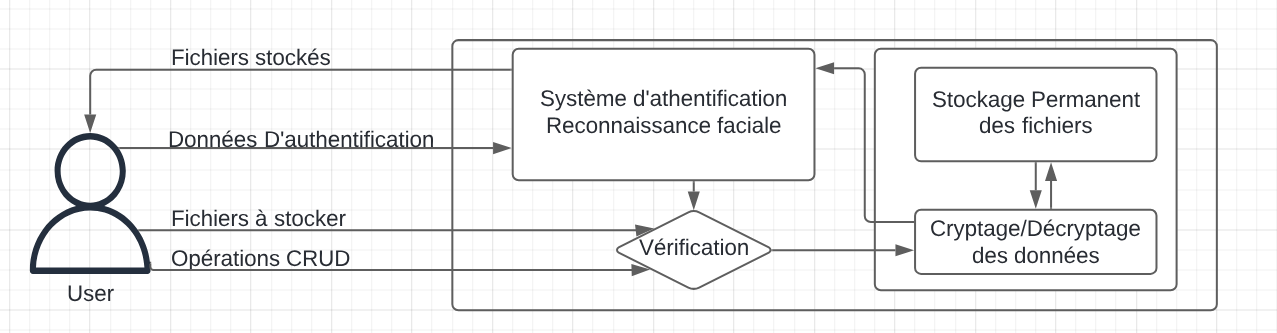 Fichiers stockés
Données D'authentification
Fichiers à stocker
Opérations CRUD
User
Système d'athentification
Reconnaissance faciale
Vérification
Stockage Permanent
des fichiers
Cryptage/Décryptage
des données